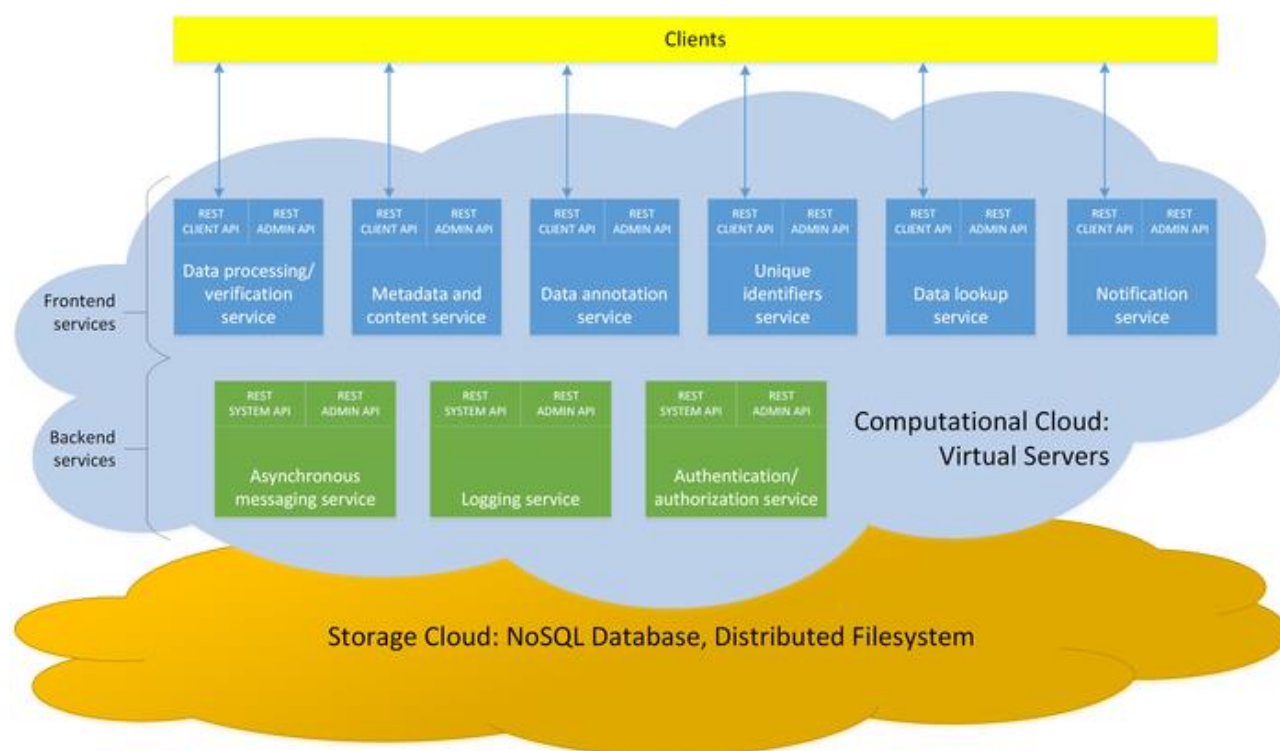 Clients
REST
CLIENT API
REST
ADMIN API
Data processing/
verification
service
REST
CLIENT API
REST
ADMIN API
Metadata and
content service
REST
CLIENT API
REST
ADMIN API
Data annotation
service
REST
CLIENT API
REST
ADMIN API
Unique
identifiers
service
REST
CLIENT API
REST
ADMIN API
Data lookup
service
REST
CLIENT API
REST
ADMIN API
Notification
service
Frontend
services
Backend
services
REST
SYSTEM API
REST
ADMIN API
Asynchronous
messaging service
REST
SYSTEM API
REST
ADMIN API
Logging service
REST
SYSTEM API
REST
ADMIN API
Authentication/
authorization service
Computational Cloud:
Virtual Servers
Storage Cloud: NoSQL Database, Distributed Filesystem